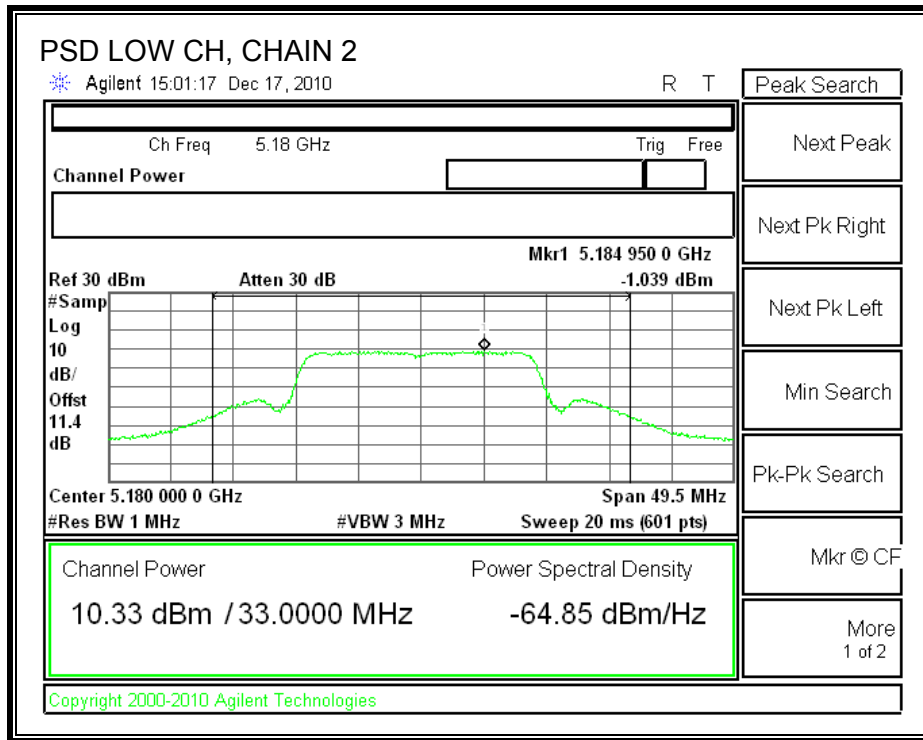 PSD LOW CH, CHAIN 2
Agilent 15:01:17 Dec 17, 2010 R T
Peak Search
Ch Freq 5.18 GHz Trig Free
Channel Power
Next Peak
Next Pk Right
Mkr1 5.184 950 0 GHz
Ref 30 dBm Atten 30 dB -1.039 dBm
#Samp
Log
10
dB/
Offst
11.4
dB
Next Pk Left
Min Search
Pk-Pk Search
Center 5.180 000 0 GHz Span 49.5 MHz
#Res BW 1 MHz #VBW 3 MHz Sweep 20 ms (601 pts)
Channel Power Power Spectral Density
10.33 dBm / 33.0000 MHz -64.85 dBm/Hz
Mkr © CF
More
1 of 2
Copyright 2000-2010 Agilent Technologies